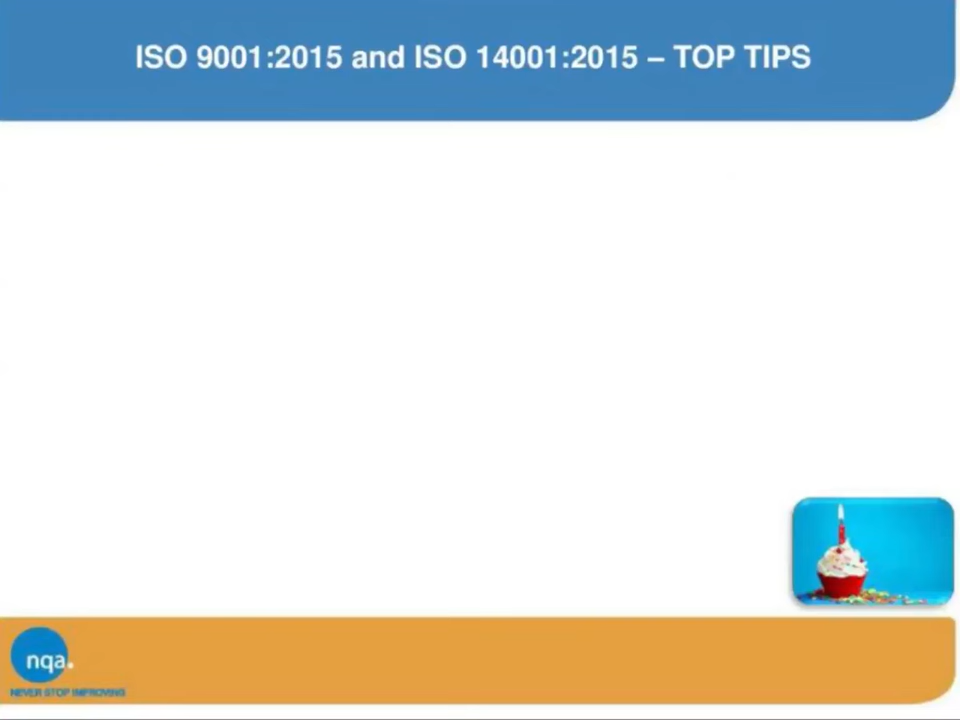 ISO 9001:2015 and ISO 14001:2015 – TOP TIPS
nqa.
NEVER STOP IMPROVING